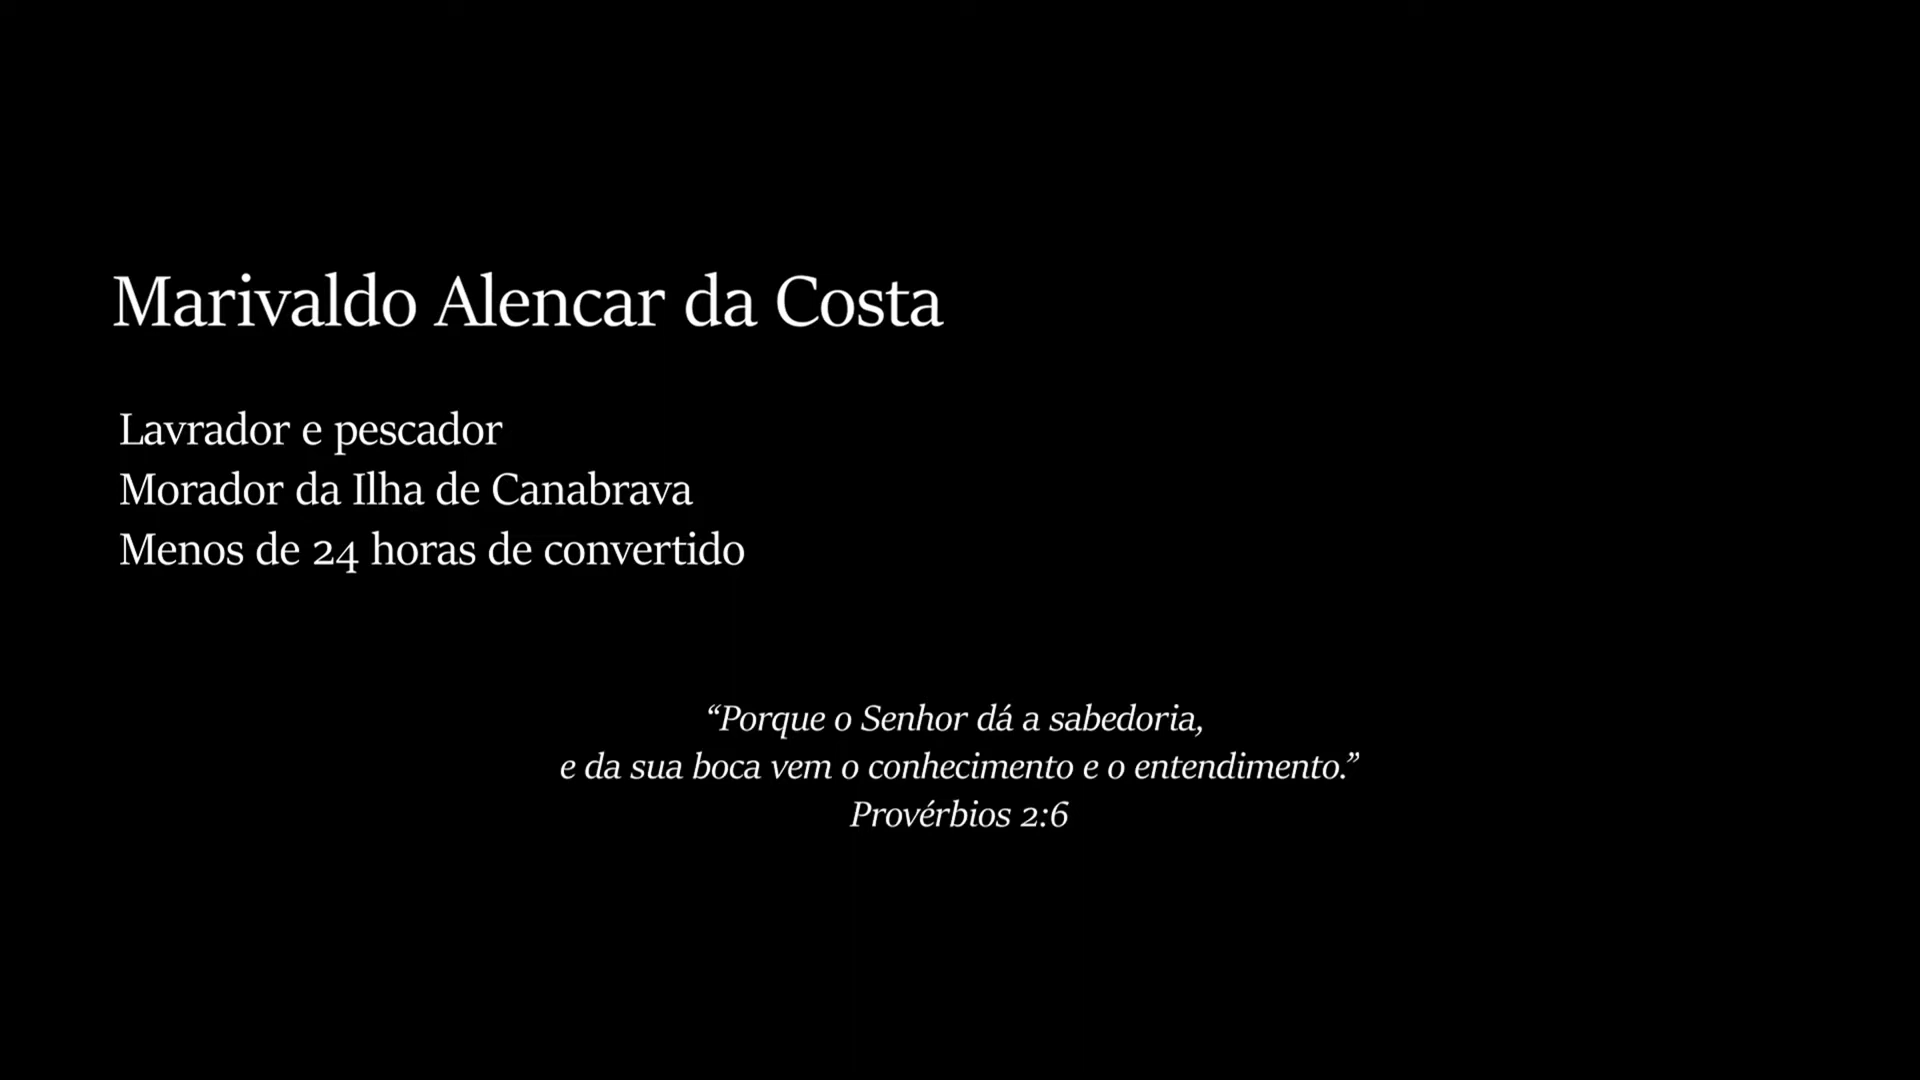 Marivaldo Alencar da Costa
Lavrador e pescador
Morador da Ilha de Canabrava
Menos de 24 horas de convertido
“Porque o Senhor dá a sabedoria,
e da sua boca vem o conhecimento e o entendimento.”
Provérbios 2:6